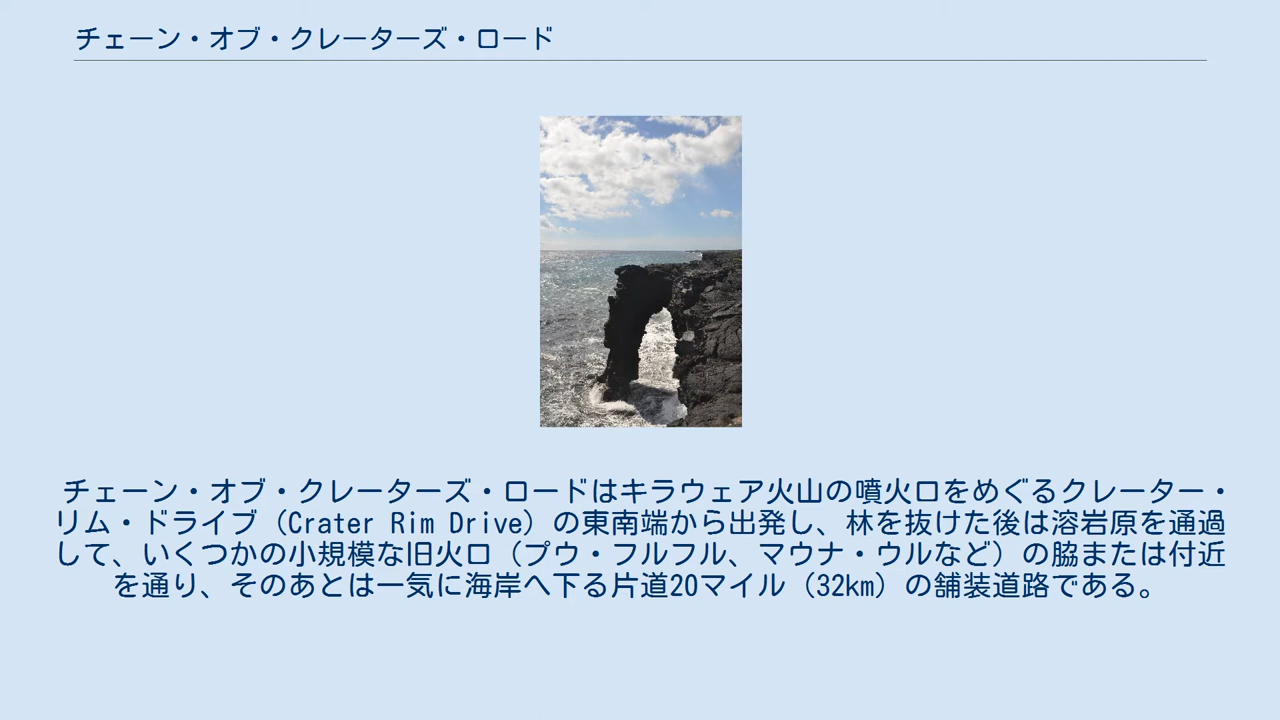 チェーン・オブ・クレーターズ・ロード
チェーン・オブ・クレーターズ・ロードはキラウェア火山の噴火口をめぐるクレーター・
リム・ドライブ（Crater Rim Drive）の東南端から出発し、林を抜けた後は溶岩原を通過
して、いくつかの小規模な旧火口（プウ・フルフル、マウナ・ウルなど）の脇または付近
を通り、そのあとは一気に海岸へ下る片道20マイル（32km）の舗装道路である。